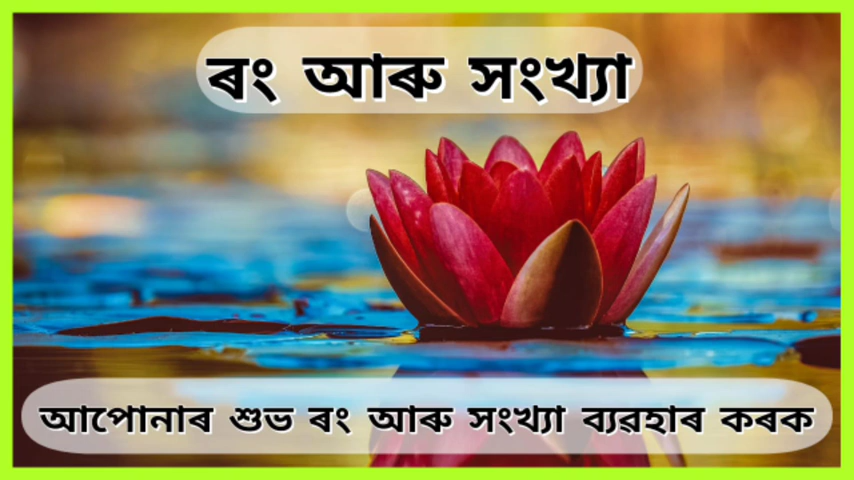 ৰং আৰু সংখ্যা
আপোনাৰ শুভ ৰং আৰু সংখ্যা ব্যৱহাৰ কৰক